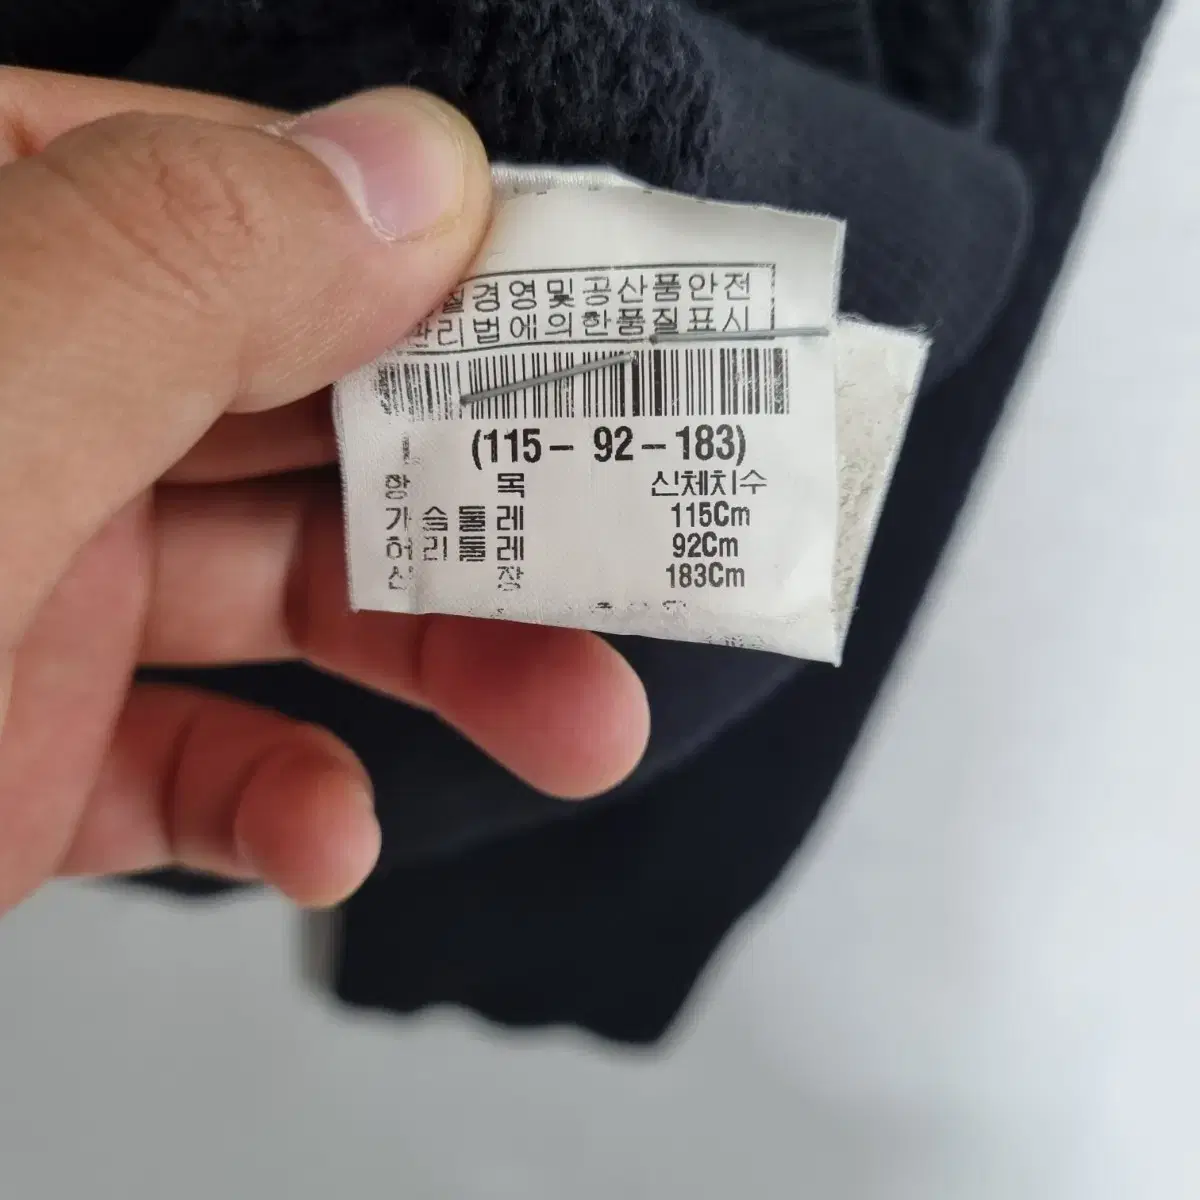 경영및공산품안전
관리법에의한품질표시
(115- 92-183)
항 목 신체치수
가슴둘레 115Cm
허리둘레 92Cm
신 장 183Cm